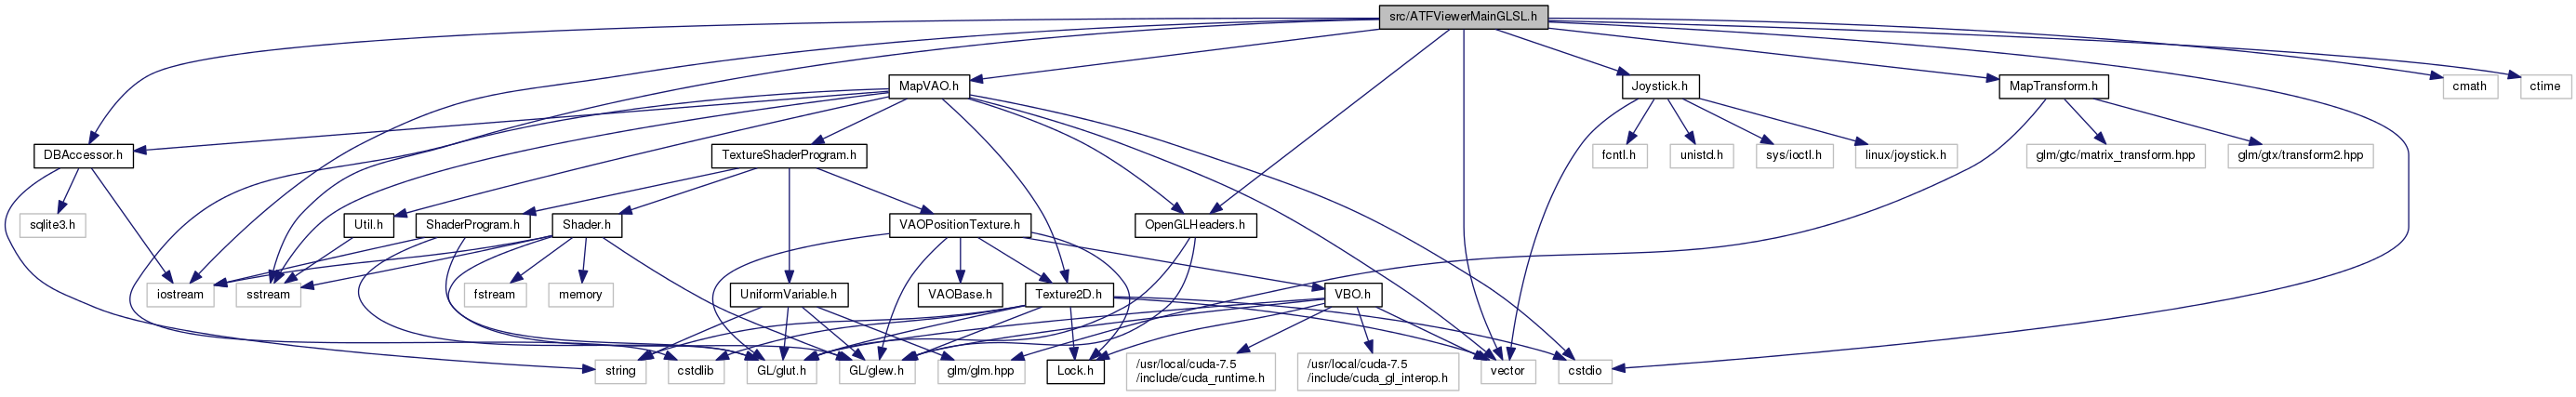 src/ATFViewerMainGLSL.h
MapVAO.h
Joystick.h
MapTransform.h
cmath
ctime
DBAccessor.h
TextureShaderProgram.h
fcntl.h
unistd.h
sys/ioctl.h
linux/joystick.h
glm/gtc/matrix_transform.hpp
glm/gtx/transform2.hpp
sqlite3.h
Util.h
ShaderProgram.h
Shader.h
VAOPositionTexture.h
OpenGLHeaders.h
iostream
sstream
fstream
memory
UniformVariable.h
VAOBase.h
Texture2D.h
VBO.h
string
cstdlib
GL/glut.h
GL/glew.h
glm/glm.hpp
Lock.h
/usr/local/cuda-7.5
/include/cuda_runtime.h
/usr/local/cuda-7.5
/include/cuda_gl_interop.h
vector
cstdio